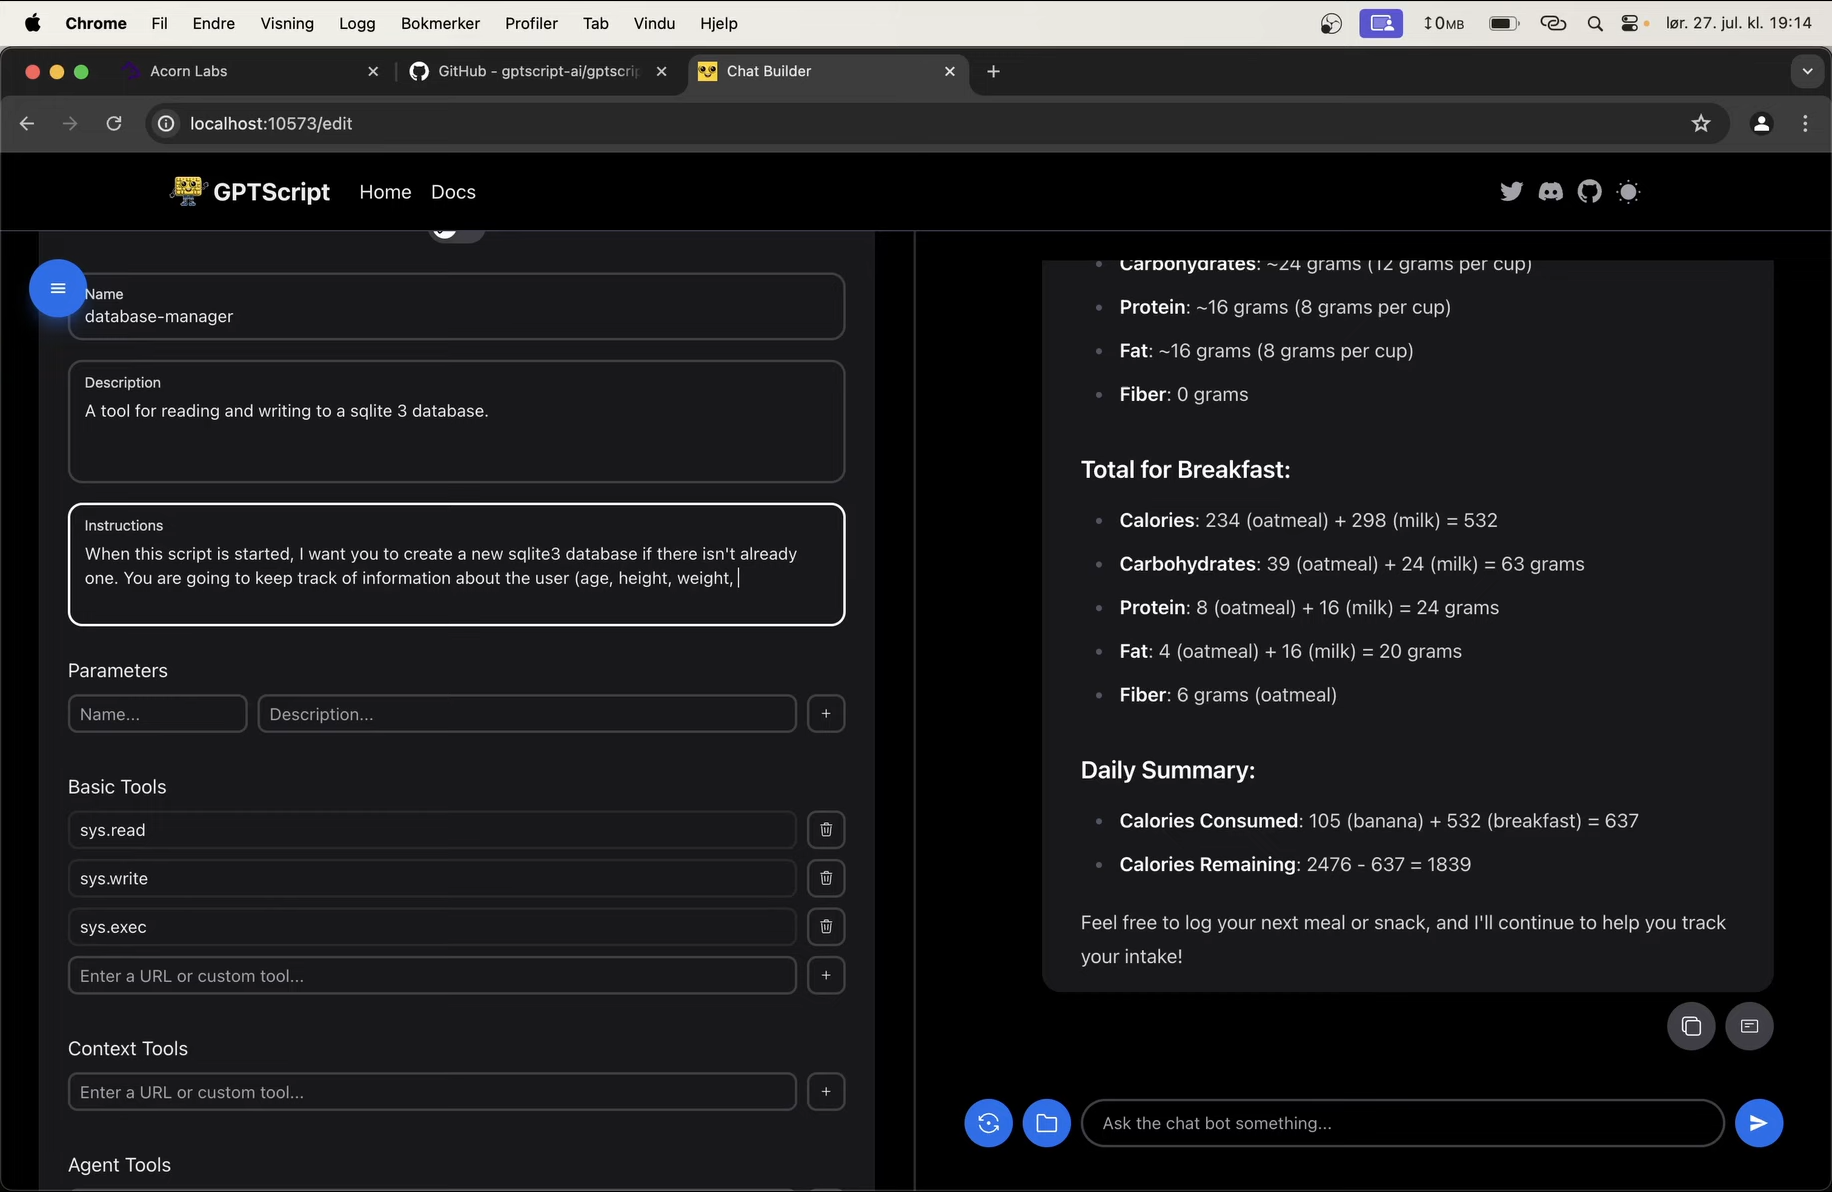 Chrome Fil Endre Visning Logg Bokmerker Profiler Tab Vindu Hjelp 0MB lør. 27. jul. kl. 19:14
Acorn Labs GitHub - gptscript-ai/gptscrip Chat Builder
localhost:10573/edit
GPTScript Home Docs
Name
database-manager
Description
A tool for reading and writing to a sqlite 3 database.
Instructions
When this script is started, I want you to create a new sqlite3 database if there isn't already
one. You are going to keep track of information about the user (age, height, weight,
Parameters
Name... Description... +
Basic Tools
sys.read
sys.write
sys.exec
Enter a URL or custom tool... +
Context Tools
Enter a URL or custom tool... +
Agent Tools
Carbohydrates: ~24 grams (12 grams per cup)
Protein: ~16 grams (8 grams per cup)
Fat: ~16 grams (8 grams per cup)
Fiber: 0 grams
Total for Breakfast:
Calories: 234 (oatmeal) + 298 (milk) = 532
Carbohydrates: 39 (oatmeal) + 24 (milk) = 63 grams
Protein: 8 (oatmeal) + 16 (milk) = 24 grams
Fat: 4 (oatmeal) + 16 (milk) = 20 grams
Fiber: 6 grams (oatmeal)
Daily Summary:
Calories Consumed: 105 (banana) + 532 (breakfast) = 637
Calories Remaining: 2476 - 637 = 1839
Feel free to log your next meal or snack, and I'll continue to help you track
your intake!
Ask the chat bot something...